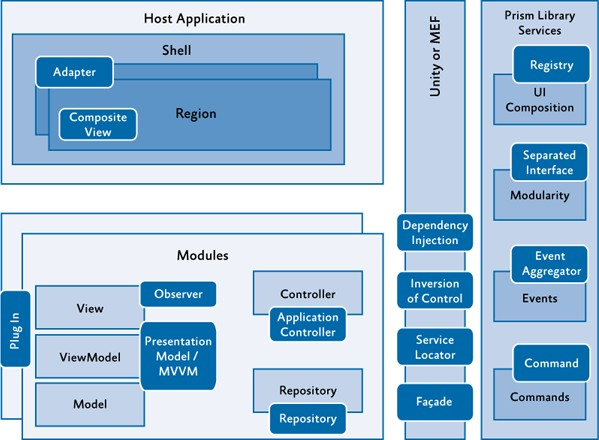 Host Application
Shell
Adapter
Region
Composite
View
Modules
Plug In
View
Observer
ViewModel
Presentation
Model /
MVVM
Model
Controller
Application
Controller
Repository
Repository
Unity or MEF
Dependency
Injection
Inversion
of Control
Service
Locator
Façade
Prism Library
Services
Registry
UI
Composition
Separated
Interface
Modularity
Event
Aggregator
Events
Command
Commands